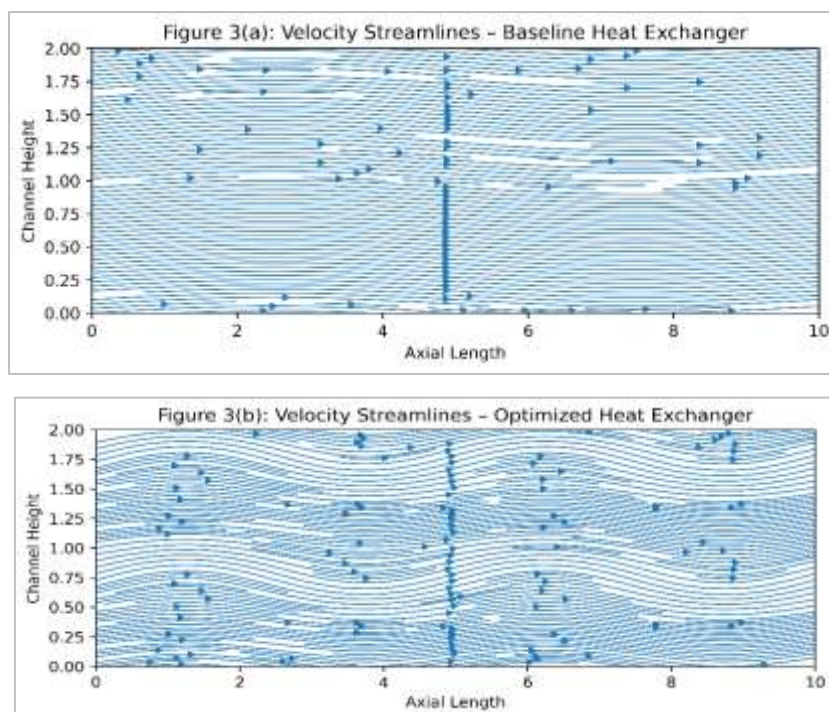 Figure 3(a): Velocity Streamlines – Baseline Heat Exchanger
2.00
1.75
1.50
1.25
1.00
0.75
0.50
0.25
0.00
Channel Height
0 2 4 6 8 10
Axial Length
Figure 3(b): Velocity Streamlines – Optimized Heat Exchanger
2.00
1.75
1.50
1.25
1.00
0.75
0.50
0.25
0.00
Channel Height
0 2 4 6 8 10
Axial Length